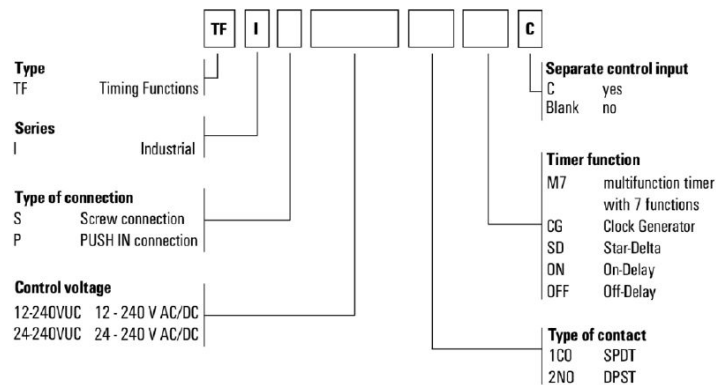 TF I C
Type
TF Timing Functions
Series
I Industrial
Type of connection
S Screw connection
P PUSH IN connection
Control voltage
12-240VUC 12 - 240 V AC/DC
24-240VUC 24 - 240 V AC/DC
Separate control input
C yes
Blank no
Timer function
M7 multifunction timer
with 7 functions
CG Clock Generator
SD Star-Delta
ON On-Delay
OFF Off-Delay
Type of contact
1CO SPDT
2NO DPST